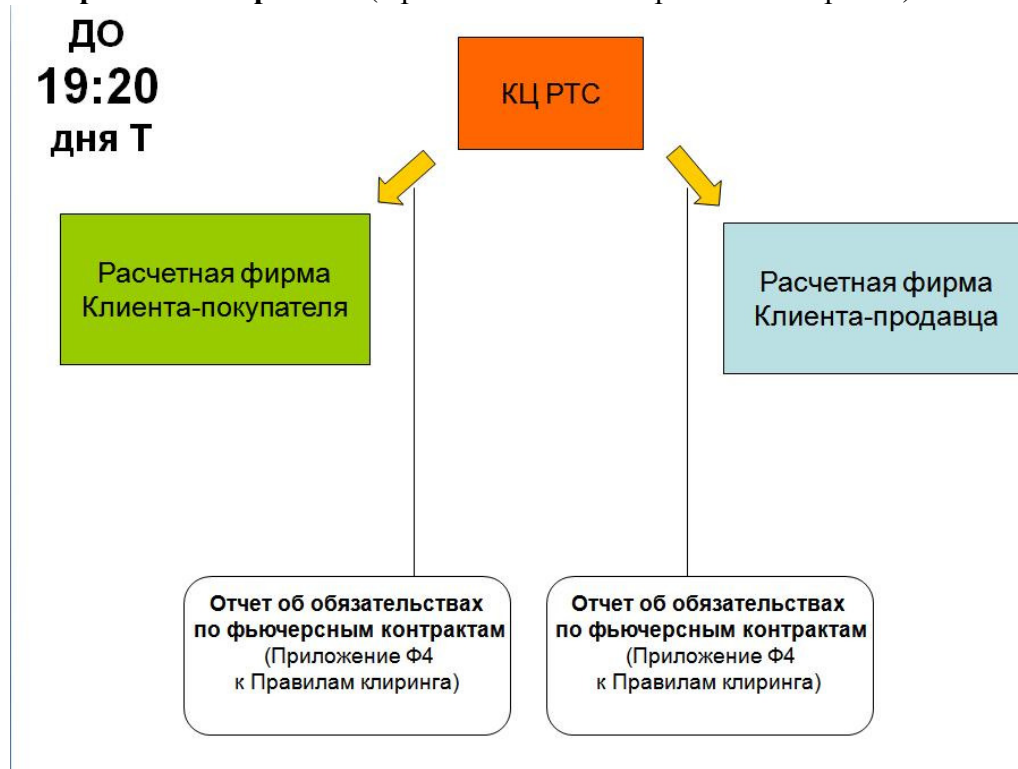 ДО
19:20
дня Т
КЦ РТС
Расчетная фирма
Клиента-покупателя
Расчетная фирма
Клиента-продавца
Отчет об обязательствах
по фьючерсным контрактам
(Приложение Ф4
к Правилам клиринга)
Отчет об обязательствах
по фьючерсным контрактам
(Приложение Ф4
к Правилам клиринга)